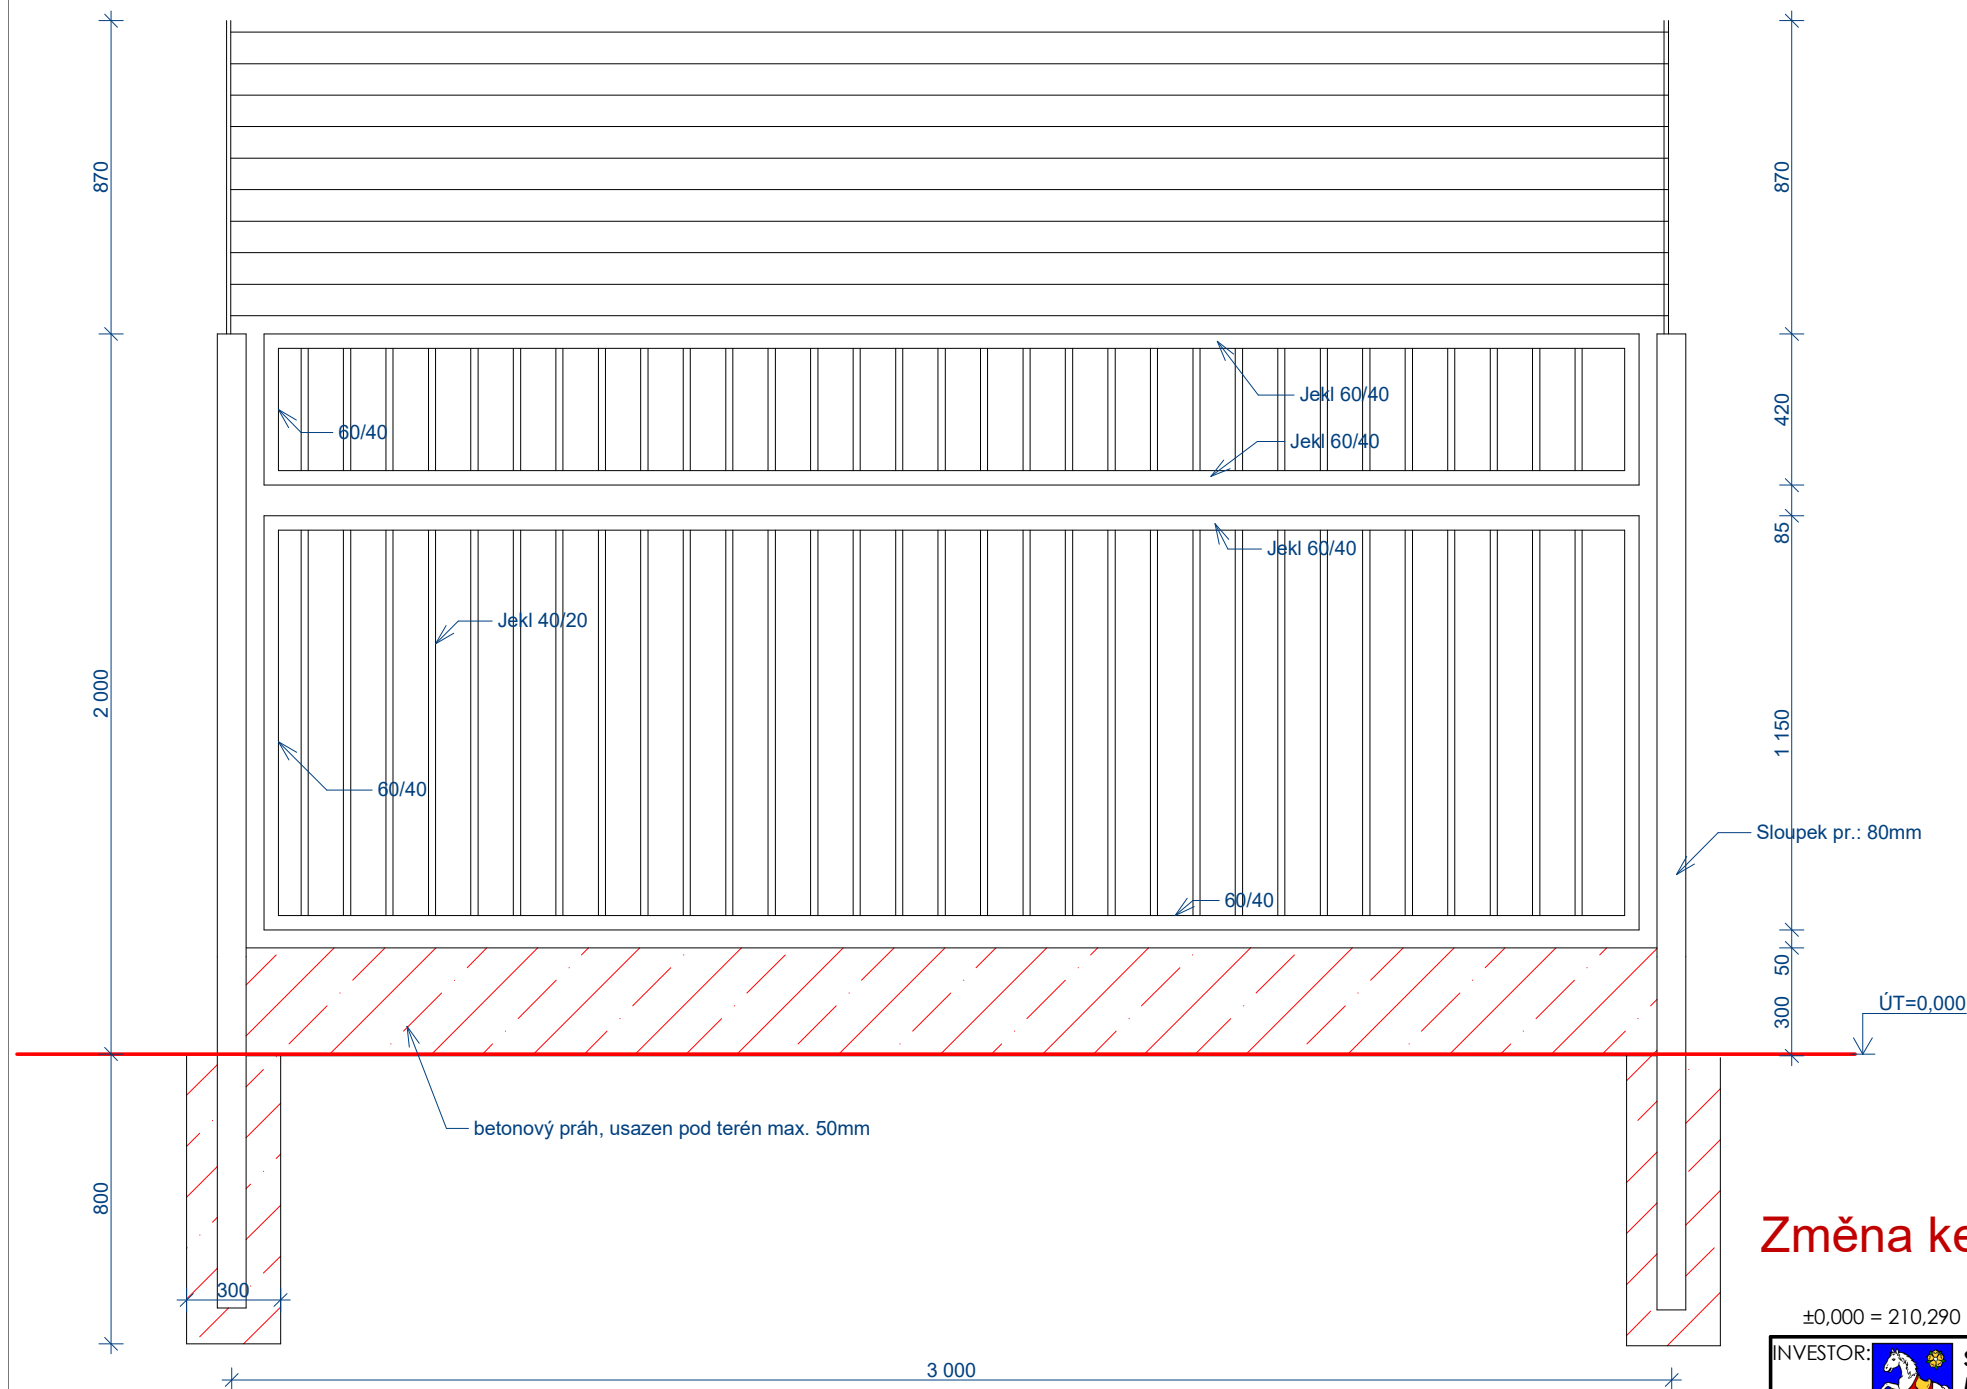 870
870
Jekl 60/40
420
60/40
Jekl 60/40
85
Jekl 60/40
Jekl 40/20
2 000
1 150
60/40
Sloupek pr.: 80mm
60/40
50
300
ÚT=0,000
betonový práh, usazen pod terén max. 50mm
800
Změna ke
300
±0,000 = 210,290
INVESTOR:
3 000